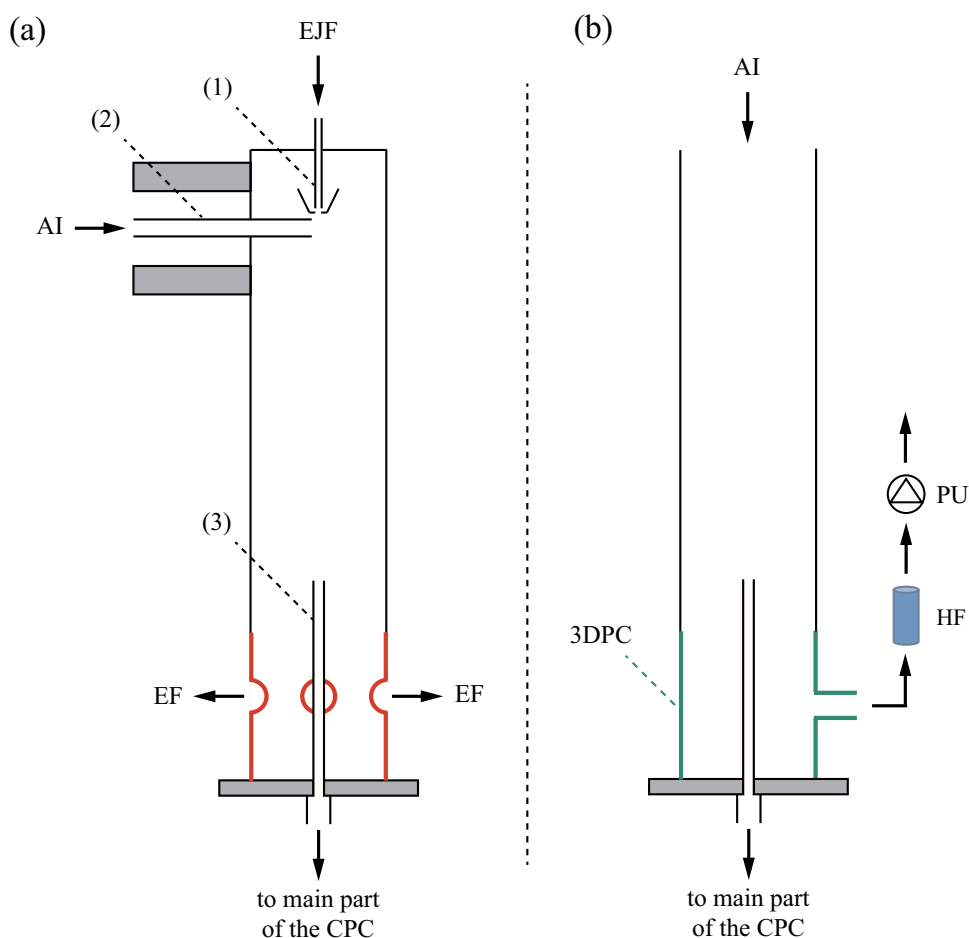 (a)
EJF
(1)
(2)
AI
(3)
EF
EF
to main part
of the CPC
(b)
AI
PU
HF
3DPC
to main part
of the CPC